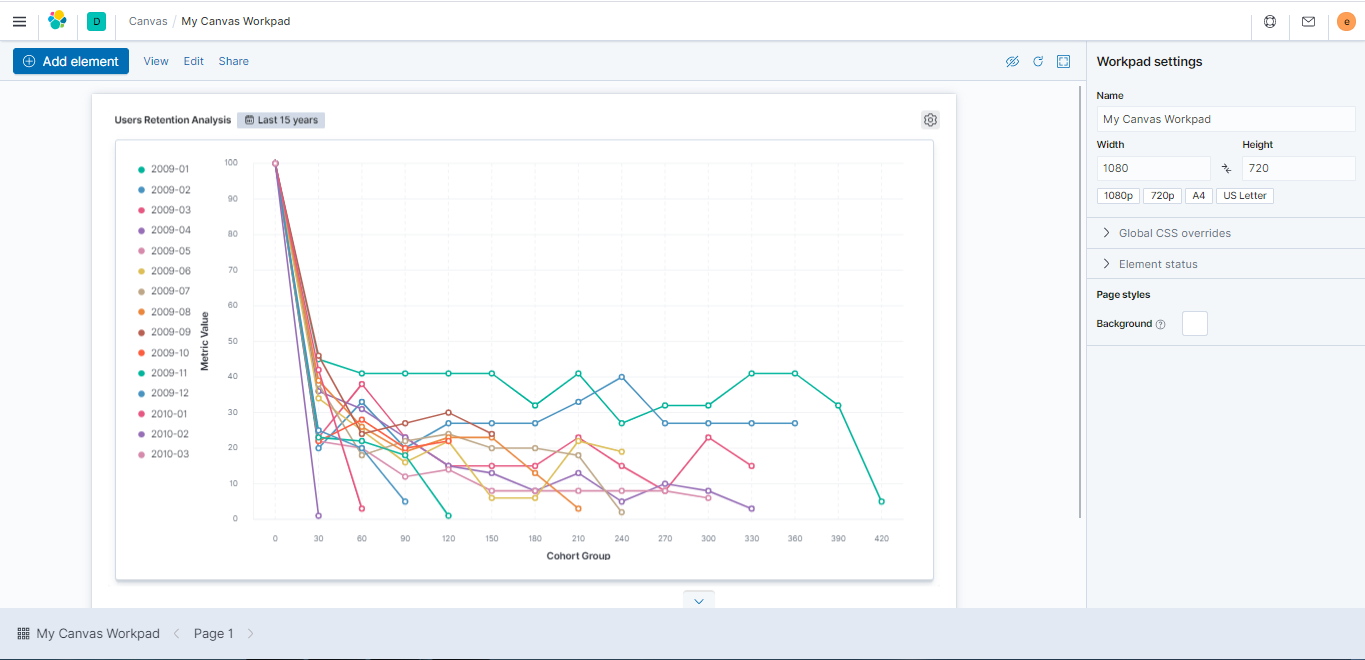 D Canvas / My Canvas Workpad e
Add element View Edit Share
Workpad settings
Users Retention Analysis Last 15 years
2009-01
2009-02
2009-03
2009-04
2009-05
2009-06
2009-07
2009-08
2009-09
2009-10
2009-11
2009-12
2010-01
2010-02
2010-03
Metric Value
100
90
80
70
60
50
40
30
20
10
0
0 30 60 90 120 150 180 210 240 270 300 330 360 390 420
Cohort Group
Name
My Canvas Workpad
Width Height
1080 720
1080p 720p A4 US Letter
Global CSS overrides
Element status
Page styles
Background
My Canvas Workpad Page 1